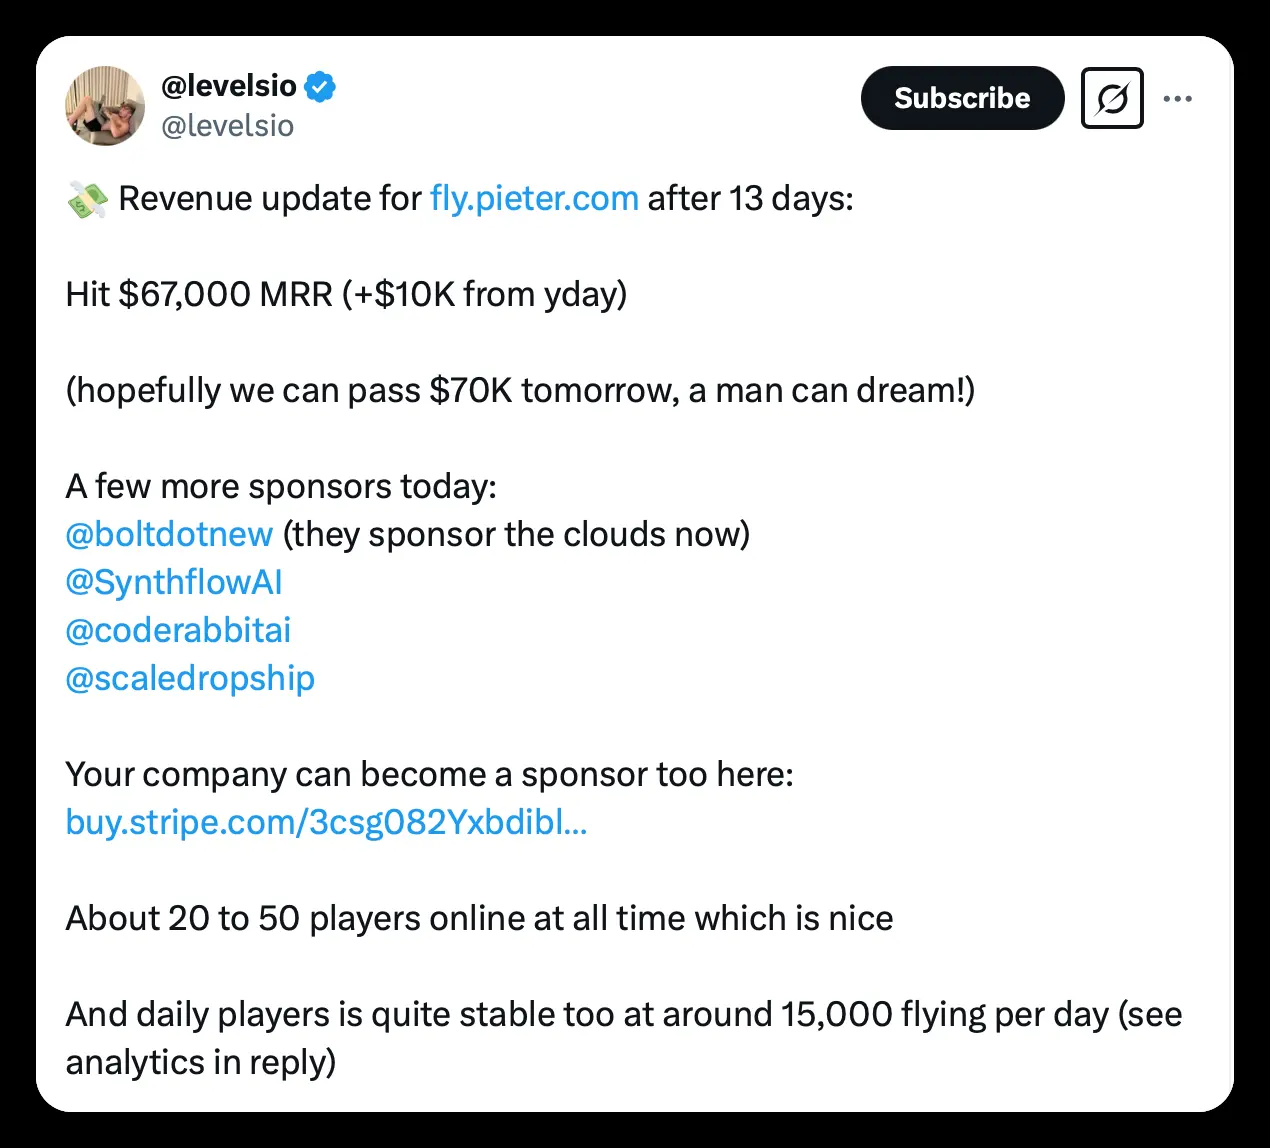 @levelsio
@levelsio
Subscribe
💸 Revenue update for fly.pieter.com after 13 days:
Hit $67,000 MRR (+$10K from yday)
(hopefully we can pass $70K tomorrow, a man can dream!)
A few more sponsors today:
@boltdotnew (they sponsor the clouds now)
@SynthflowAI
@coderabbitai
@scaledropship
Your company can become a sponsor too here:
buy.stripe.com/3csg082Yxbdibl…
About 20 to 50 players online at all time which is nice
And daily players is quite stable too at around 15,000 flying per day (see
analytics in reply)